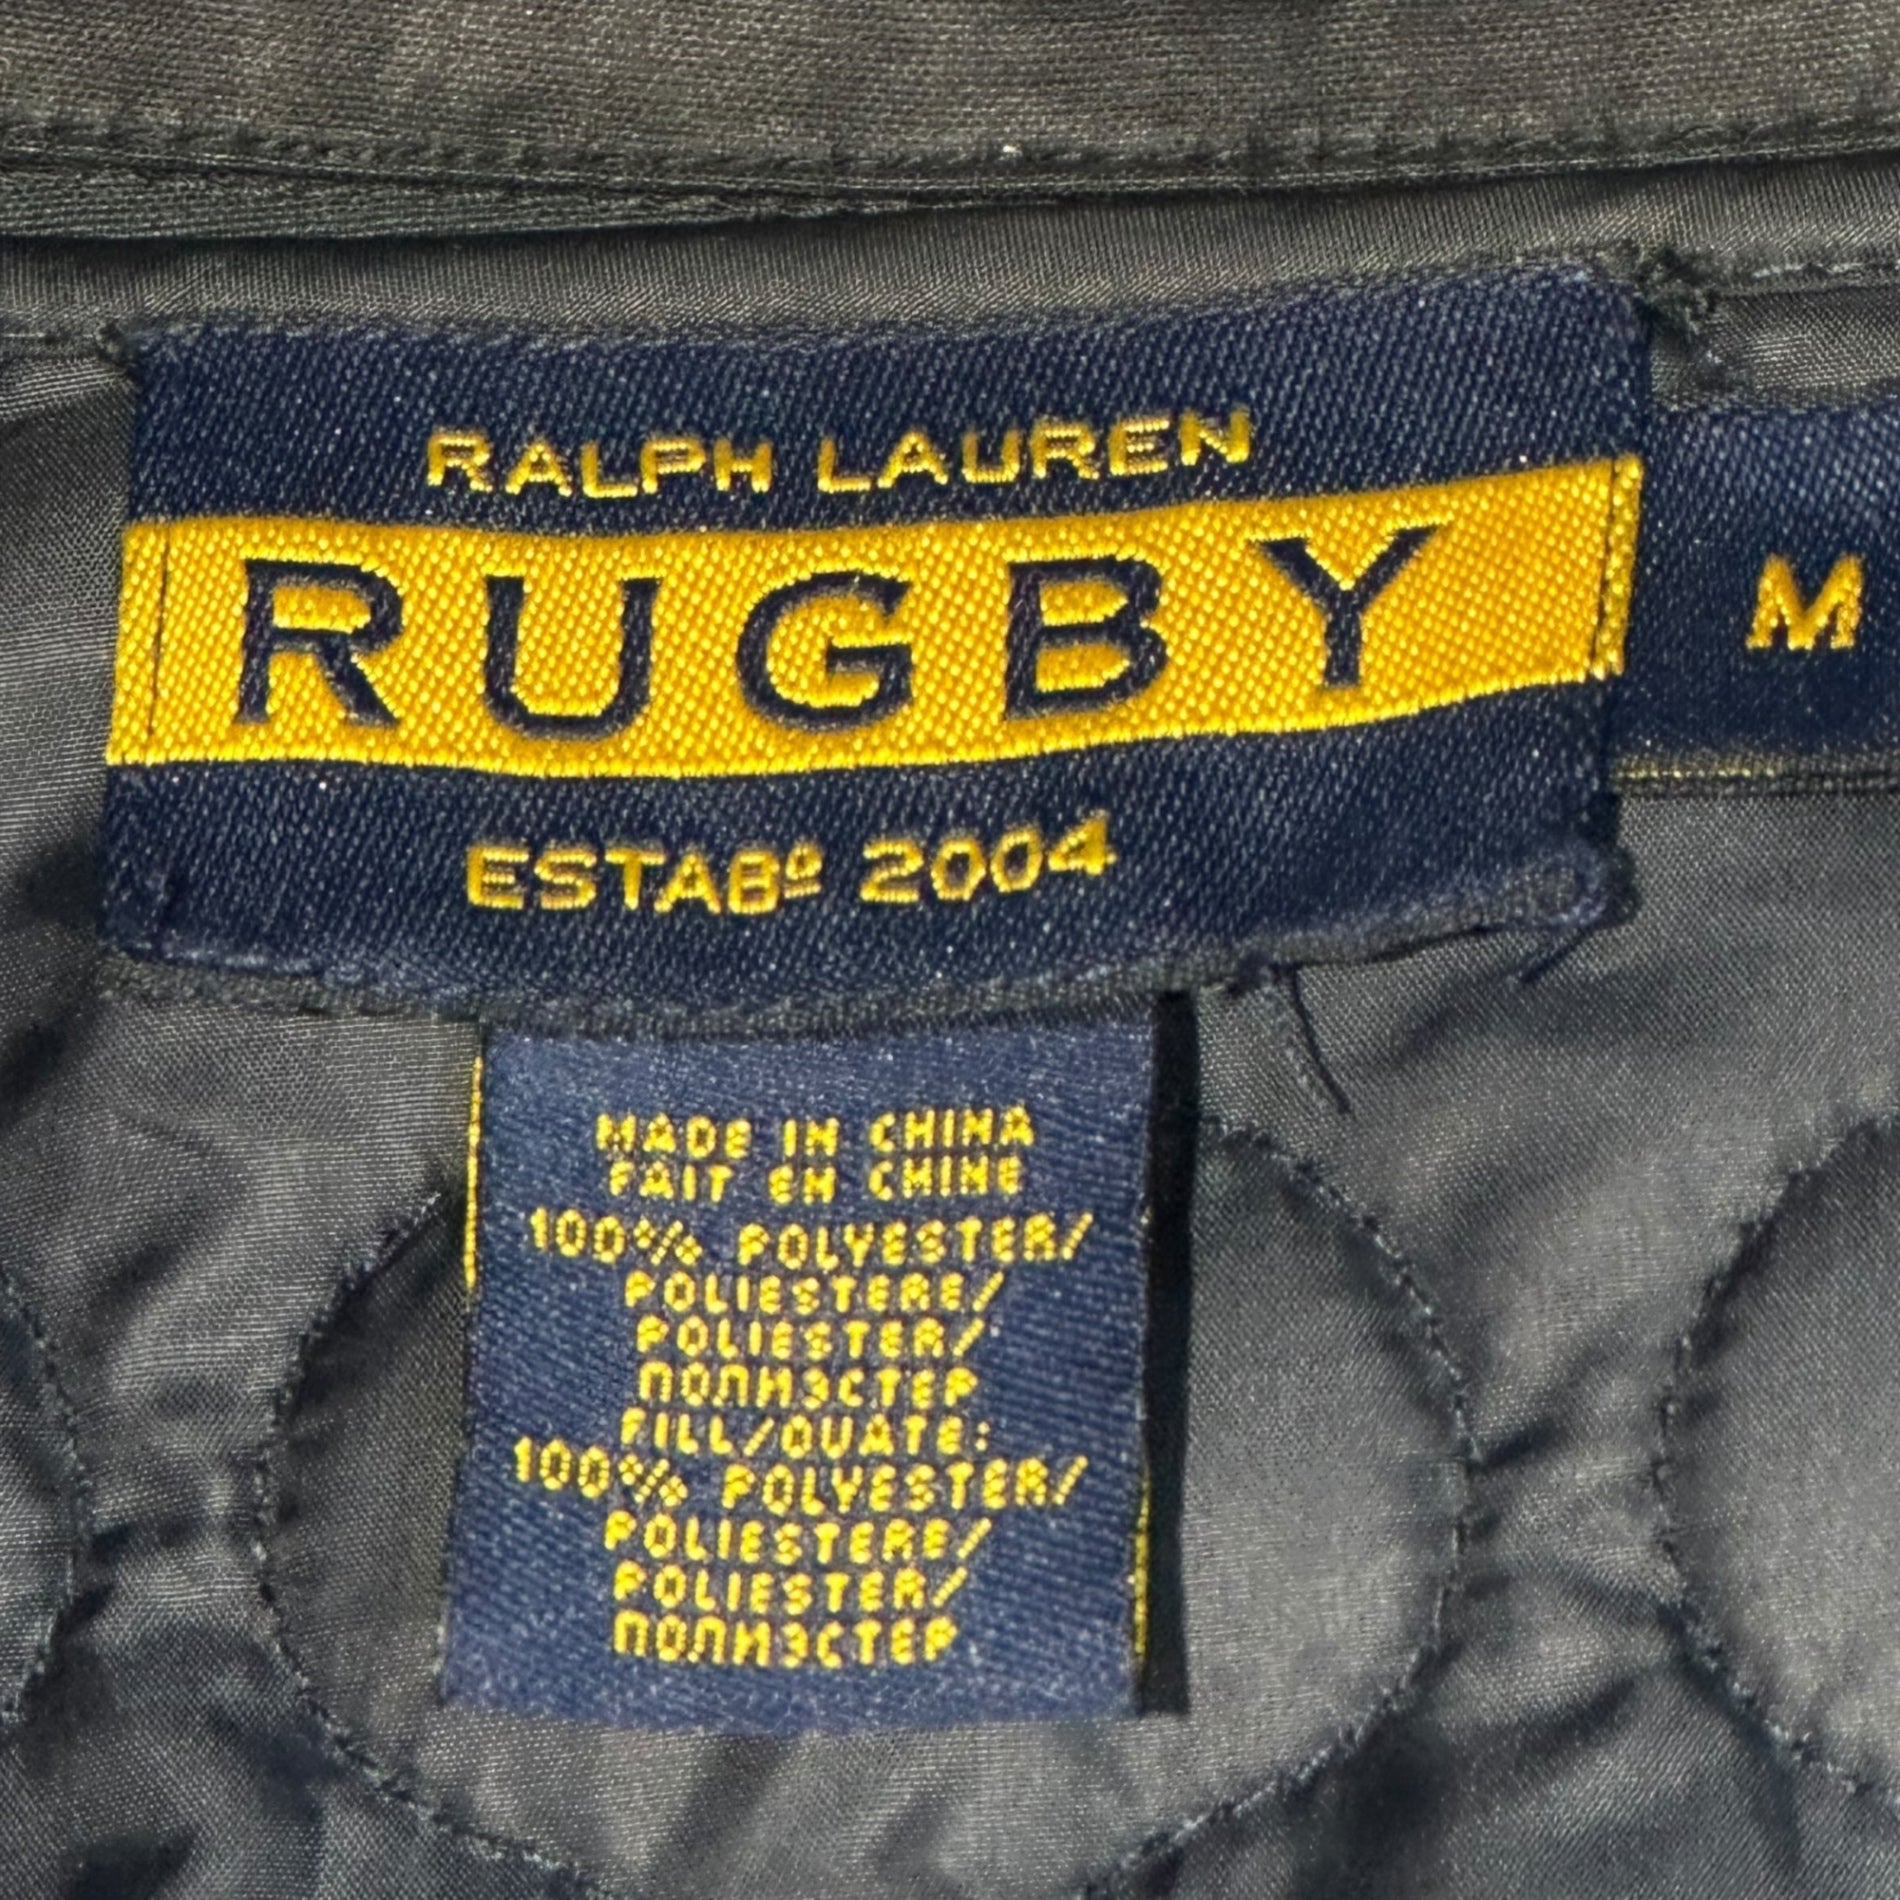 RALPH LAUREN
RUGBY
M
ESTABº 2004
MADE IN CHINA
FAIT EN CHINE
100% POLYESTER/
POLIESTERE/
POLIESTER/
ПОЛИЭСТЕР
FILL/OUATE:
100% POLYESTER/
POLIESTERE/
POLIESTER/
ПОЛИЭСТЕР